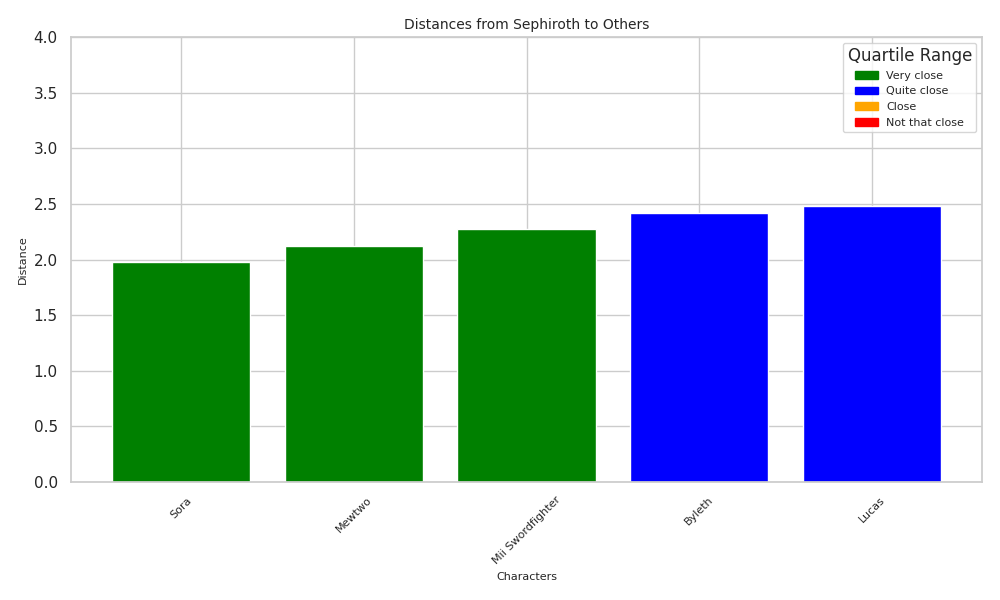 Distances from Sephiroth to Others
4.0
3.5
3.0
2.5
2.0
1.5
1.0
0.5
0.0
Distance
Quartile Range
Very close
Quite close
Close
Not that close
Sora
Mewtwo
Mii Swordfighter
Byleth
Lucas
Characters